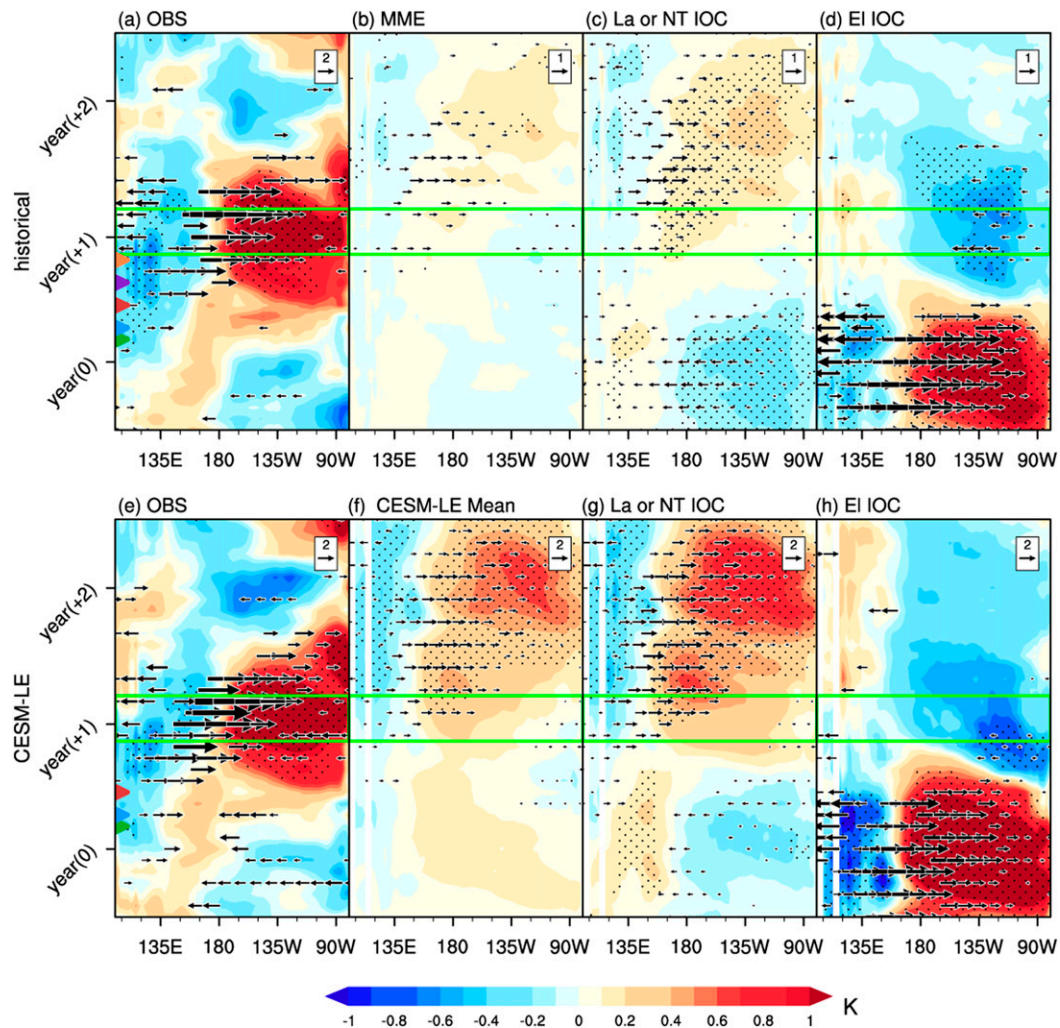 (a) OBS (b) MME (c) La or NT IOC (d) El IOC
2 1 1 1
year(+2)
historical
year(+1)
year(0)
135E 180 135W 90W 135E 180 135W 90W 135E 180 135W 90W 135E 180 135W 90W
(e) OBS (f) CESM-LE Mean (g) La or NT IOC (h) El IOC
2 2 2 2
year(+2)
CESM-LE
year(+1)
year(0)
135E 180 135W 90W 135E 180 135W 90W 135E 180 135W 90W 135E 180 135W 90W
K
-1 -0.8 -0.6 -0.4 -0.2 0 0.2 0.4 0.6 0.8 1